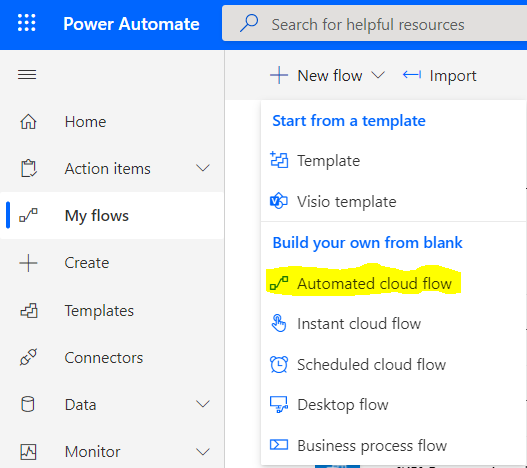 Power Automate
Search for helpful resources
New flow
Import
Home
Action items
My flows
Create
Templates
Connectors
Data
Monitor
Start from a template
Template
Visio template
Build your own from blank
Automated cloud flow
Instant cloud flow
Scheduled cloud flow
Desktop flow
Business process flow